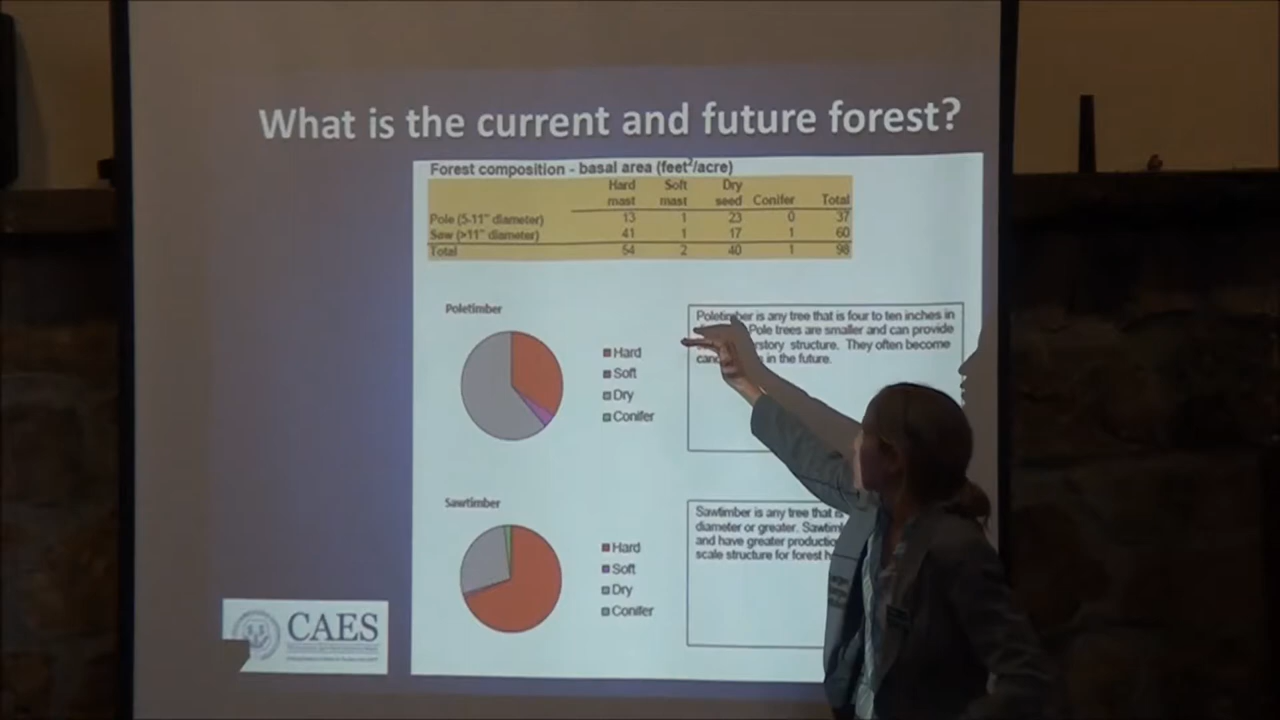 What is the current and future forest?
Forest composition - basal area (feet²/acre)
Hard mast Soft mast Dry seed Conifer Total
Pole (5-11" diameter) 13 1 23 0 37
Saw (>11" diameter) 41 1 17 1 60
Total 54 2 40 1 98
Poletimber
Hard
Soft
Dry
Conifer
Poletimber is any tree that is four to ten inches in
Pole trees are smaller and can provide
structure. They often become
in the future.
Sawtimber
Hard
Soft
Dry
Conifer
Sawtimber is any tree that is
diameter or greater.
and have greater
scale structure for forest
CAES